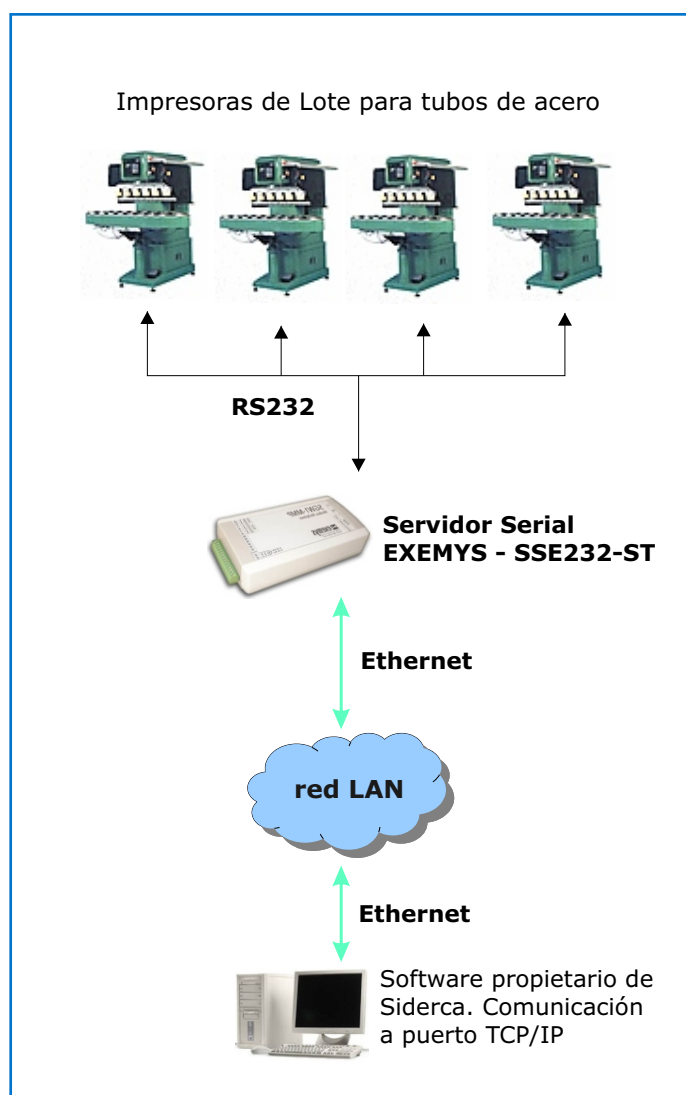 Impresoras de Lote para tubos de acero
RS232
Servidor Serial
EXEMYS - SSE232-ST
Ethernet
red LAN
Ethernet
Software propietario de
Siderca. Comunicación
a puerto TCP/IP